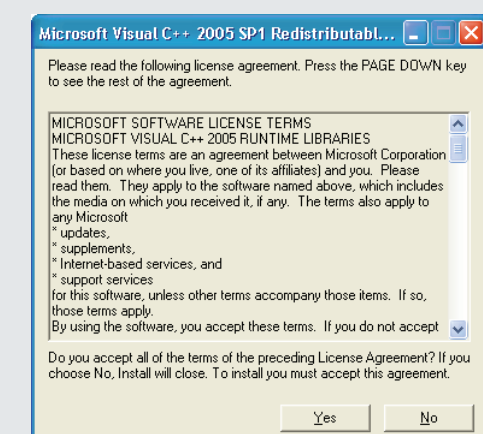 Microsoft Visual C++ 2005 SP1 Redistributabl...
Please read the following license agreement. Press the PAGE DOWN key
to see the rest of the agreement.
MICROSOFT SOFTWARE LICENSE TERMS
MICROSOFT VISUAL C++ 2005 RUNTIME LIBRARIES
These license terms are an agreement between Microsoft Corporation
(or based on where you live, one of its affiliates) and you. Please
read them. They apply to the software named above, which includes
the media on which you received it, if any. The terms also apply to
any Microsoft
* updates,
* supplements,
* Internet-based services, and
* support services
for this software, unless other terms accompany those items. If so,
those terms apply.
By using the software, you accept these terms. If you do not accept
Do you accept all of the terms of the preceding License Agreement? If you
choose No, Install will close. To install you must accept this agreement.
Yes No